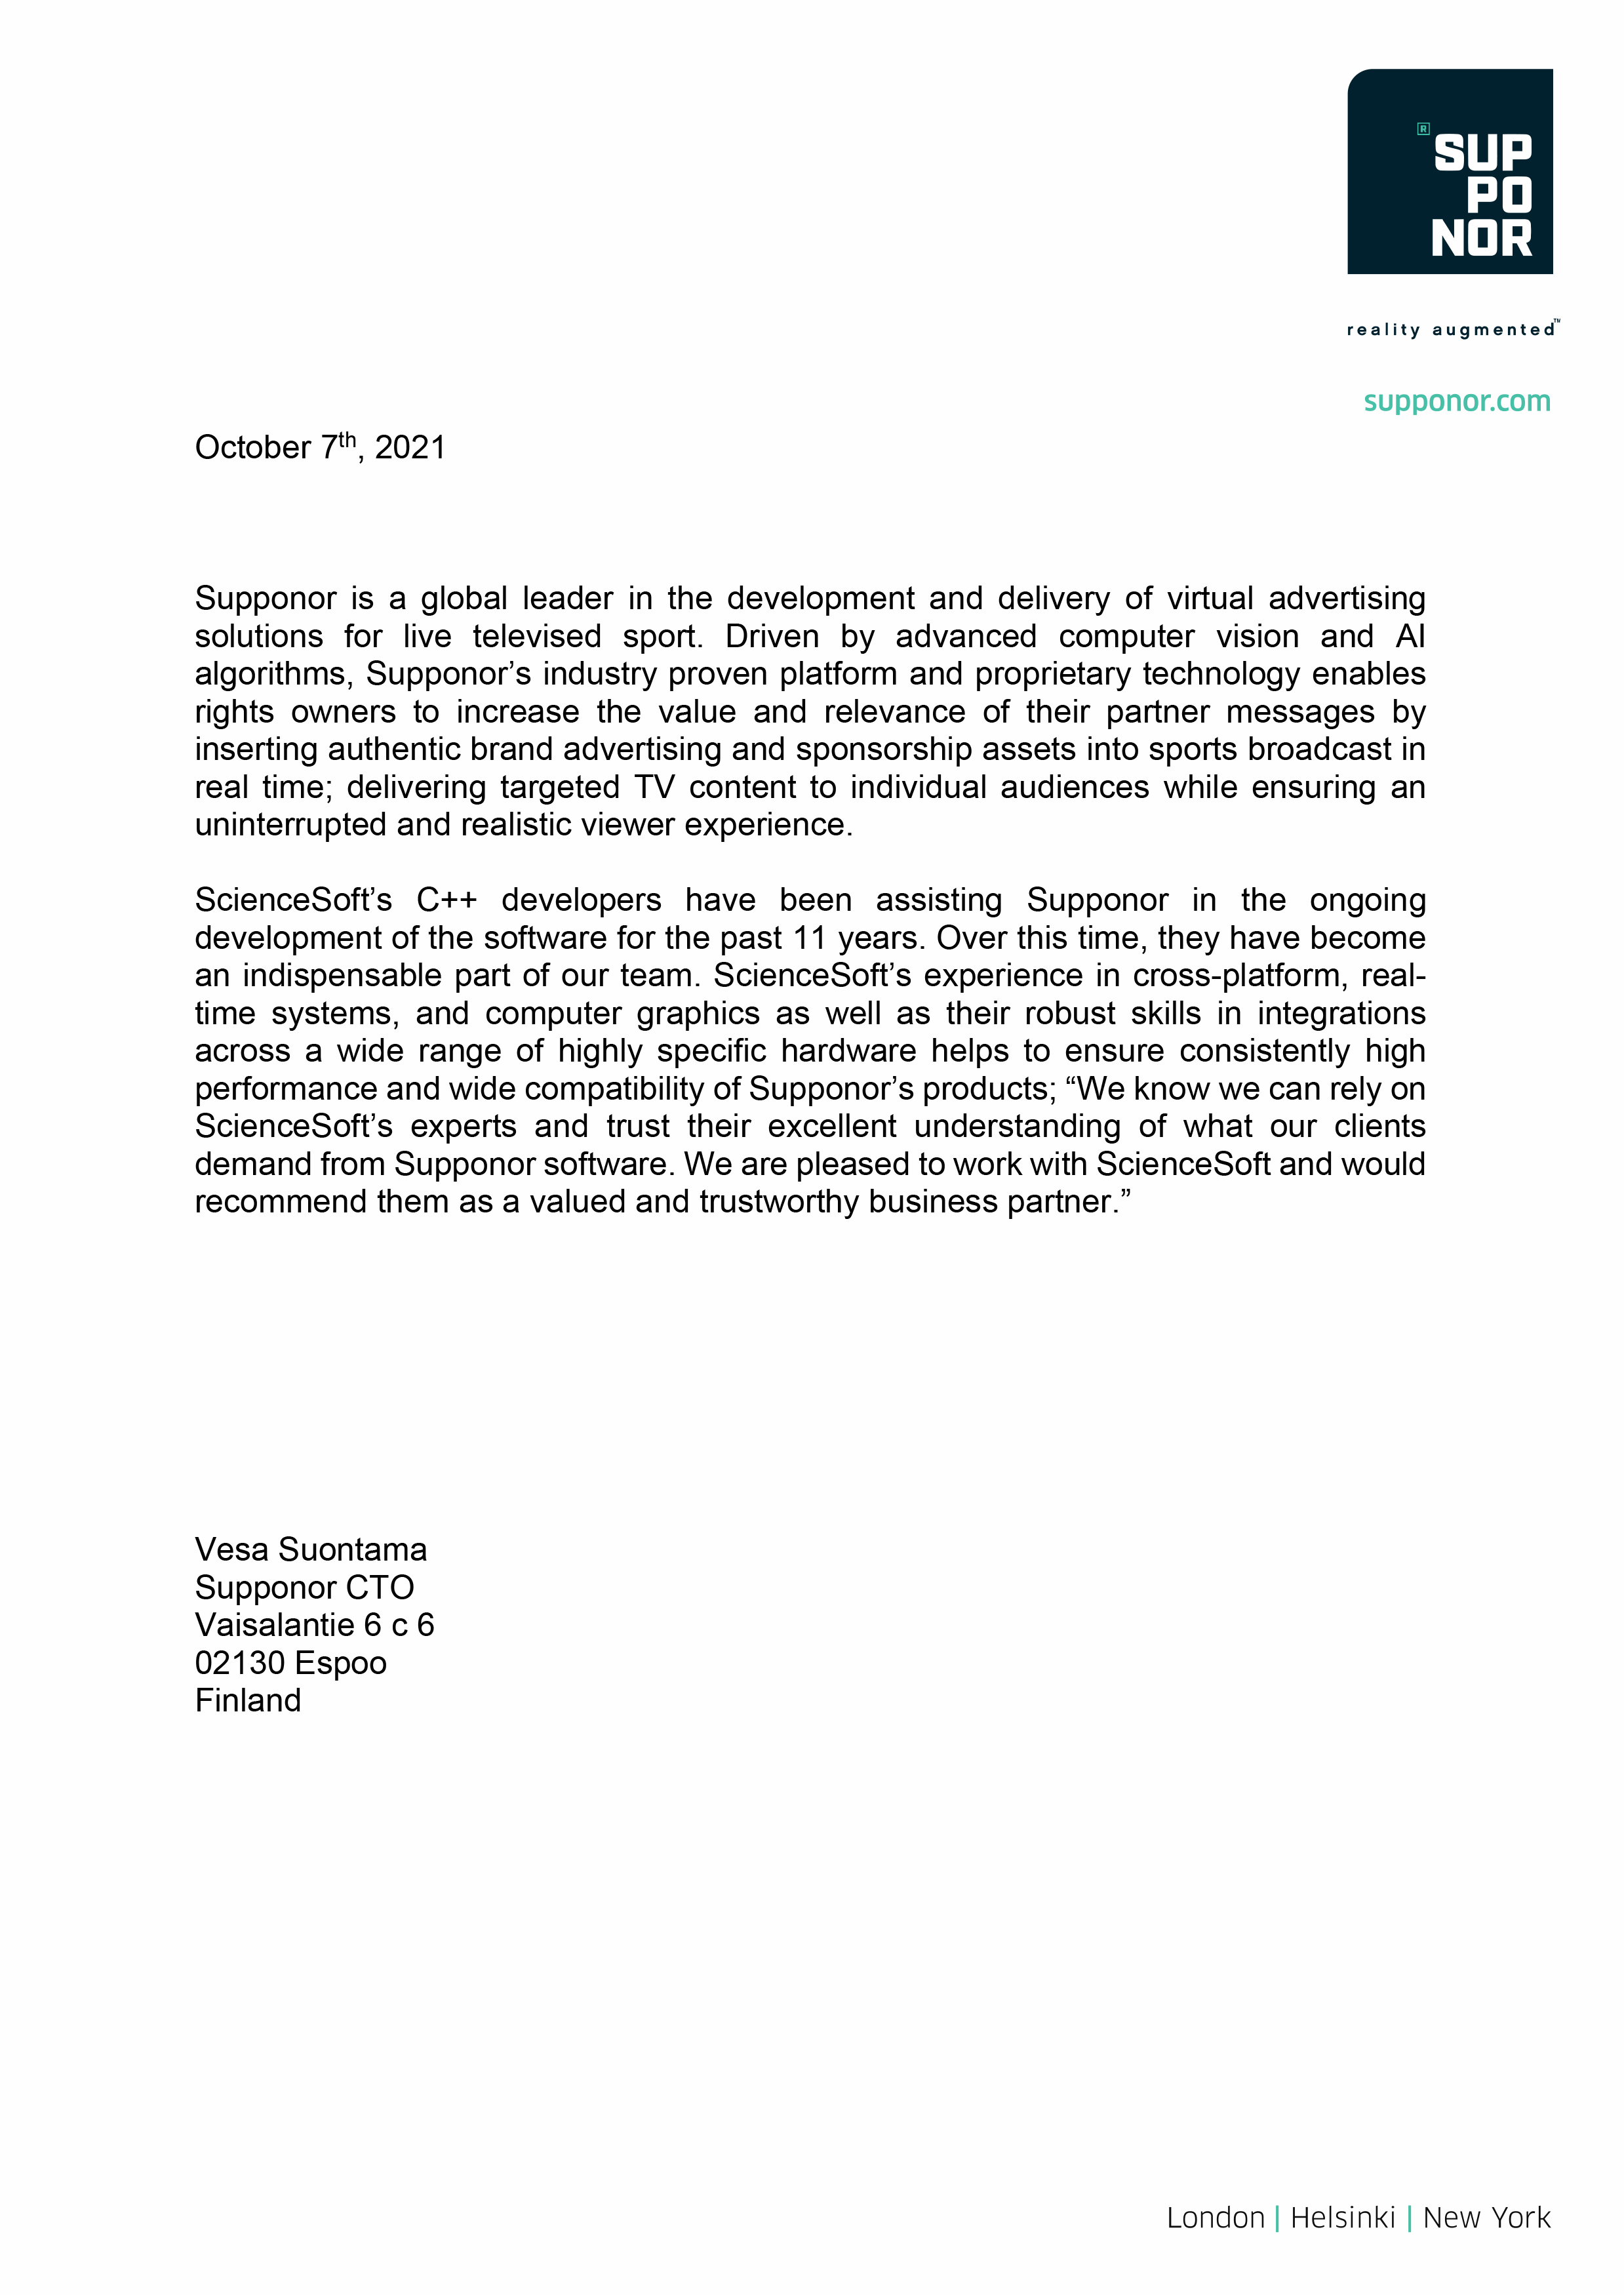 ®
SUP
PO
NOR
reality augmented™
supponor.com
October 7th, 2021
Supponor is a global leader in the development and delivery of virtual advertising
solutions for live televised sport. Driven by advanced computer vision and AI
algorithms, Supponor’s industry proven platform and proprietary technology enables
rights owners to increase the value and relevance of their partner messages by
inserting authentic brand advertising and sponsorship assets into sports broadcast in
real time; delivering targeted TV content to individual audiences while ensuring an
uninterrupted and realistic viewer experience.
ScienceSoft’s C++ developers have been assisting Supponor in the ongoing
development of the software for the past 11 years. Over this time, they have become
an indispensable part of our team. ScienceSoft’s experience in cross-platform, real-
time systems, and computer graphics as well as their robust skills in integrations
across a wide range of highly specific hardware helps to ensure consistently high
performance and wide compatibility of Supponor’s products; “We know we can rely on
ScienceSoft’s experts and trust their excellent understanding of what our clients
demand from Supponor software. We are pleased to work with ScienceSoft and would
recommend them as a valued and trustworthy business partner.”
Vesa Suontama
Supponor CTO
Vaisalantie 6 c 6
02130 Espoo
Finland
London | Helsinki | New York